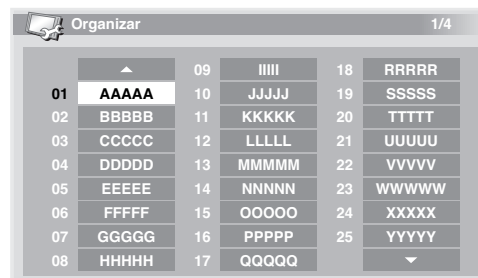 Organizar 1/4
09 IIIII 18 RRRRR
01 AAAAA 10 JJJJJ 19 SSSSS
02 BBBBB 11 KKKKK 20 TTTTT
03 CCCCC 12 LLLLL 21 UUUUU
04 DDDDD 13 MMMMM 22 VVVVV
05 EEEEE 14 NNNNN 23 WWWWW
06 FFFFF 15 OOOOO 24 XXXXX
07 GGGGG 16 PPPPP 25 YYYYY
08 HHHHH 17 QQQQQ